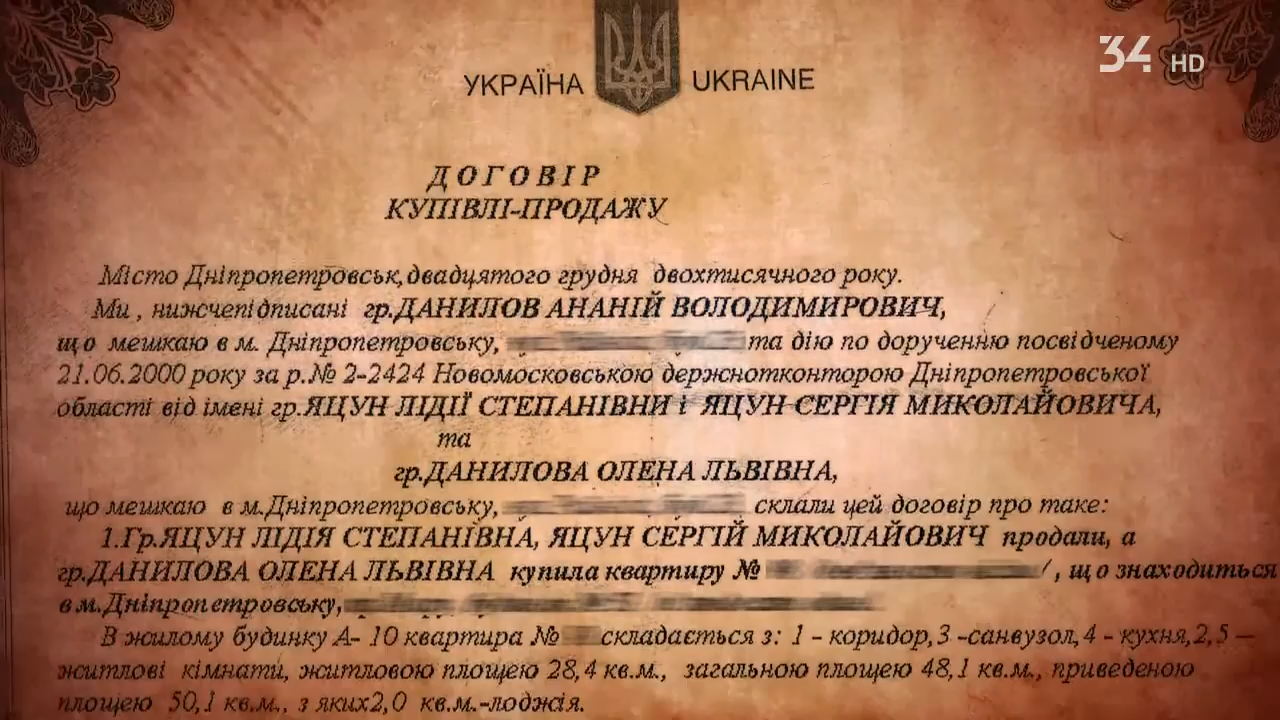 34 HD
УКРАЇНА UKRAINE
ДОГОВІР
КУПІВЛІ-ПРОДАЖУ
Місто Дніпропетровськ,двадцятого грудня двохтисячного року.
Ми , нижчепідписані гр.ДАНИЛОВ АНАНІЙ ВОЛОДИМИРОВИЧ,
що мешкаю в м. Дніпропетровську, та дію по дорученню посвідченому
21.06.2000 року за р.№ 2-2424 Новомосковською держнотконторою Дніпропетровської
області від імені гр.ЯЦУН ЛІДІЇ СТЕПАНІВНИ і ЯЦУН СЕРГІЯ МИКОЛАЙОВИЧА,
та
гр.ДАНИЛОВА ОЛЕНА ЛЬВІВНА,
що мешкаю в м.Дніпропетровську, склали цей договір про таке:
1.Гр.ЯЦУН ЛІДІЯ СТЕПАНІВНА, ЯЦУН СЕРГІЙ МИКОЛАЙОВИЧ продали, а
гр.ДАНИЛОВА ОЛЕНА ЛЬВІВНА купила квартиру № /, що знаходиться
в м.Дніпропетровську,
В жилому будинку А- 10 квартира № складається з: 1 - коридор,3 -санвузол,4 - кухня,2,5 –
житлові кімнати, житловою площею 28,4 кв.м., загальною площею 48,1 кв.м., приведеною
площею 50,1 кв.м., з яких2,0 кв.м.-лоджія.